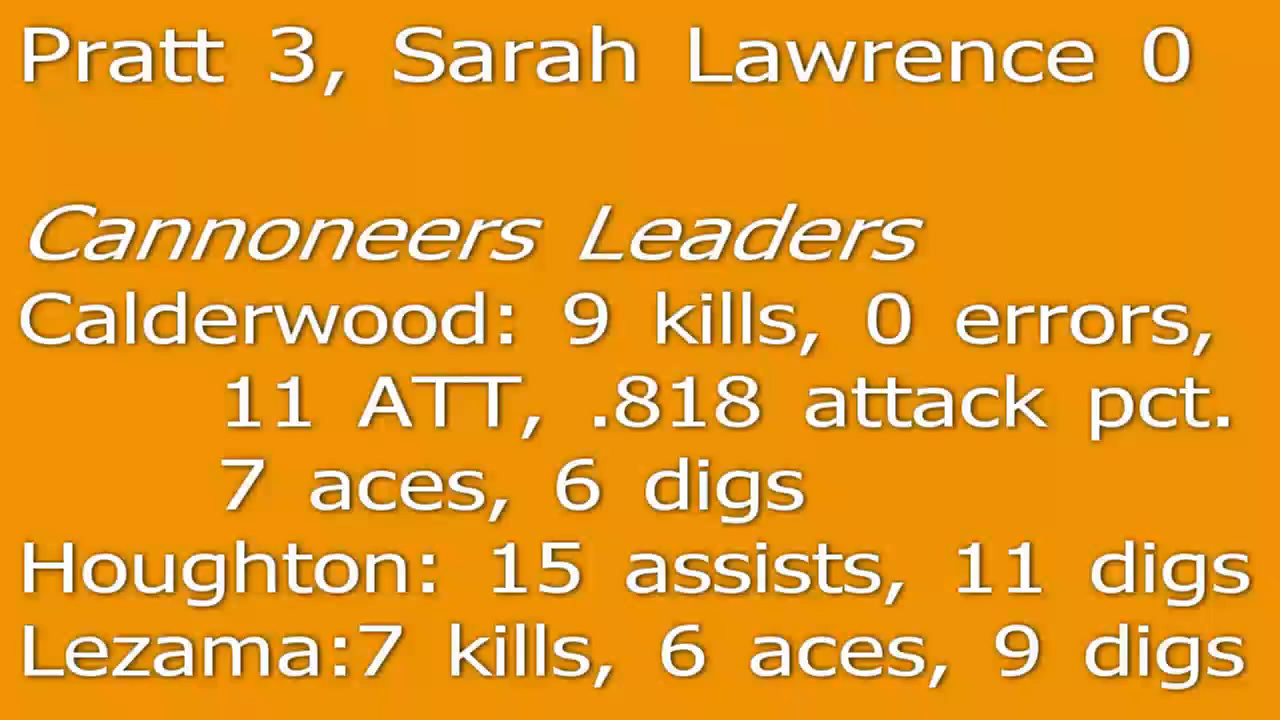 Pratt 3, Sarah Lawrence 0
Cannoneers Leaders
Calderwood: 9 kills, 0 errors,
11 ATT, .818 attack pct.
7 aces, 6 digs
Houghton: 15 assists, 11 digs
Lezama:7 kills, 6 aces, 9 digs